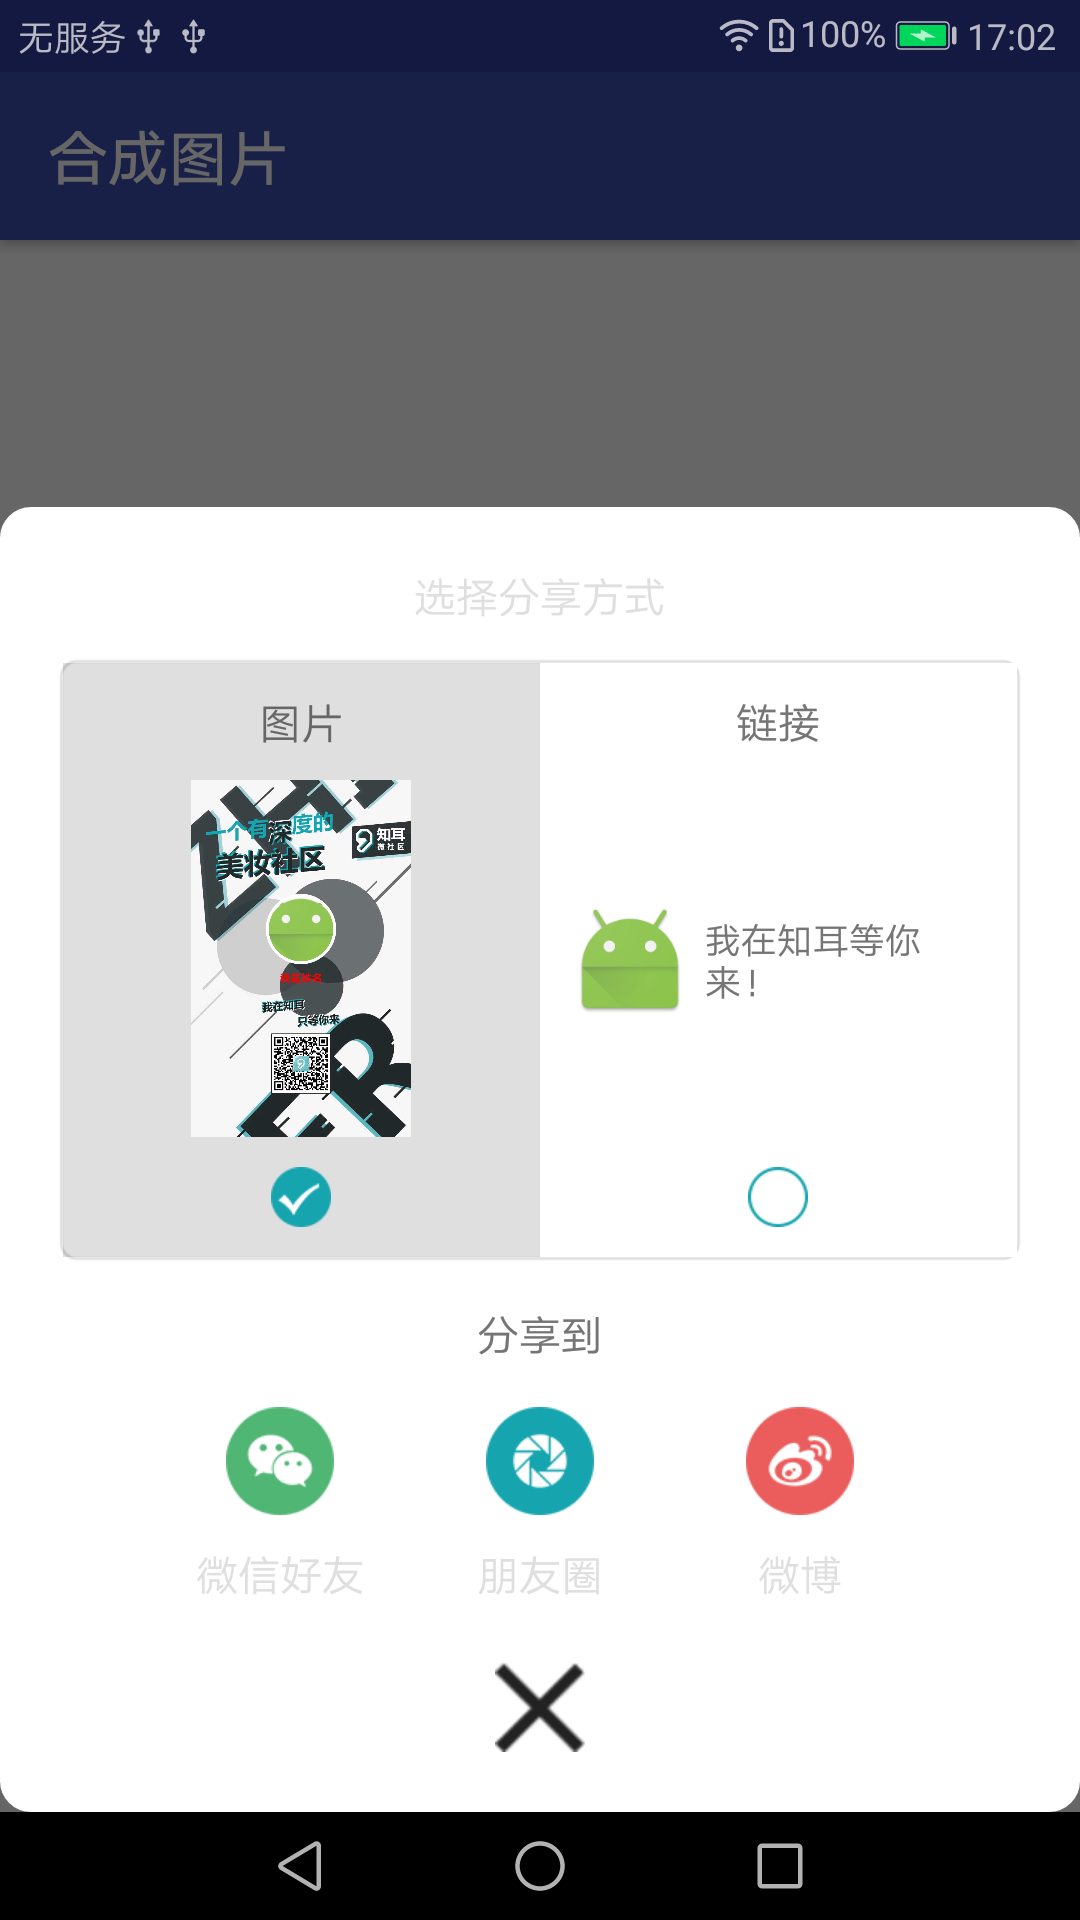 无服务 100% 17:02
合成图片
选择分享方式
图片
链接
一个有深度的
美妆社区
知耳
微社区
我在知耳
只等你来
我在知耳等你
来!
分享到
微信好友
朋友圈
微博